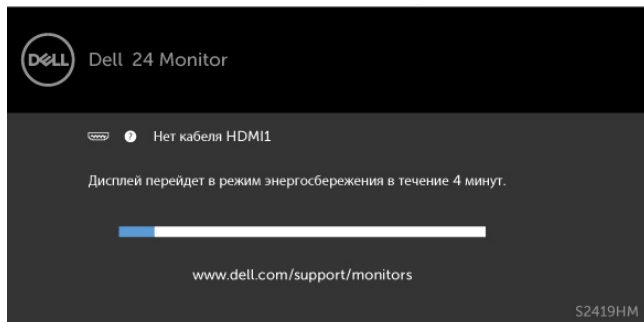 DELL
Dell 24 Monitor
Нет кабеля HDMI1
Дисплей перейдет в режим энергосбережения в течение 4 минут.
www.dell.com/support/monitors
S2419HM